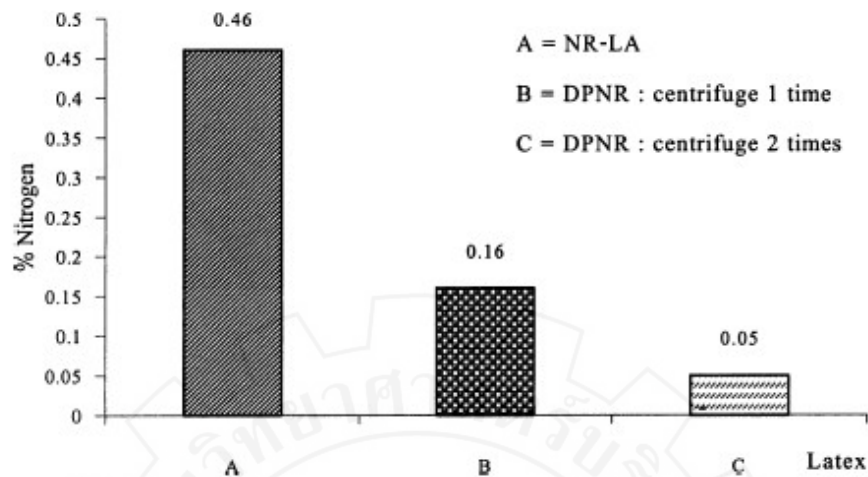 0.5
0.45
0.4
0.35
0.3
0.25
0.2
0.15
0.1
0.05
0
% Nitrogen
0.46
0.16
0.05
A = NR-LA
B = DPNR : centrifuge 1 time
C = DPNR : centrifuge 2 times
A
B
C
Latex